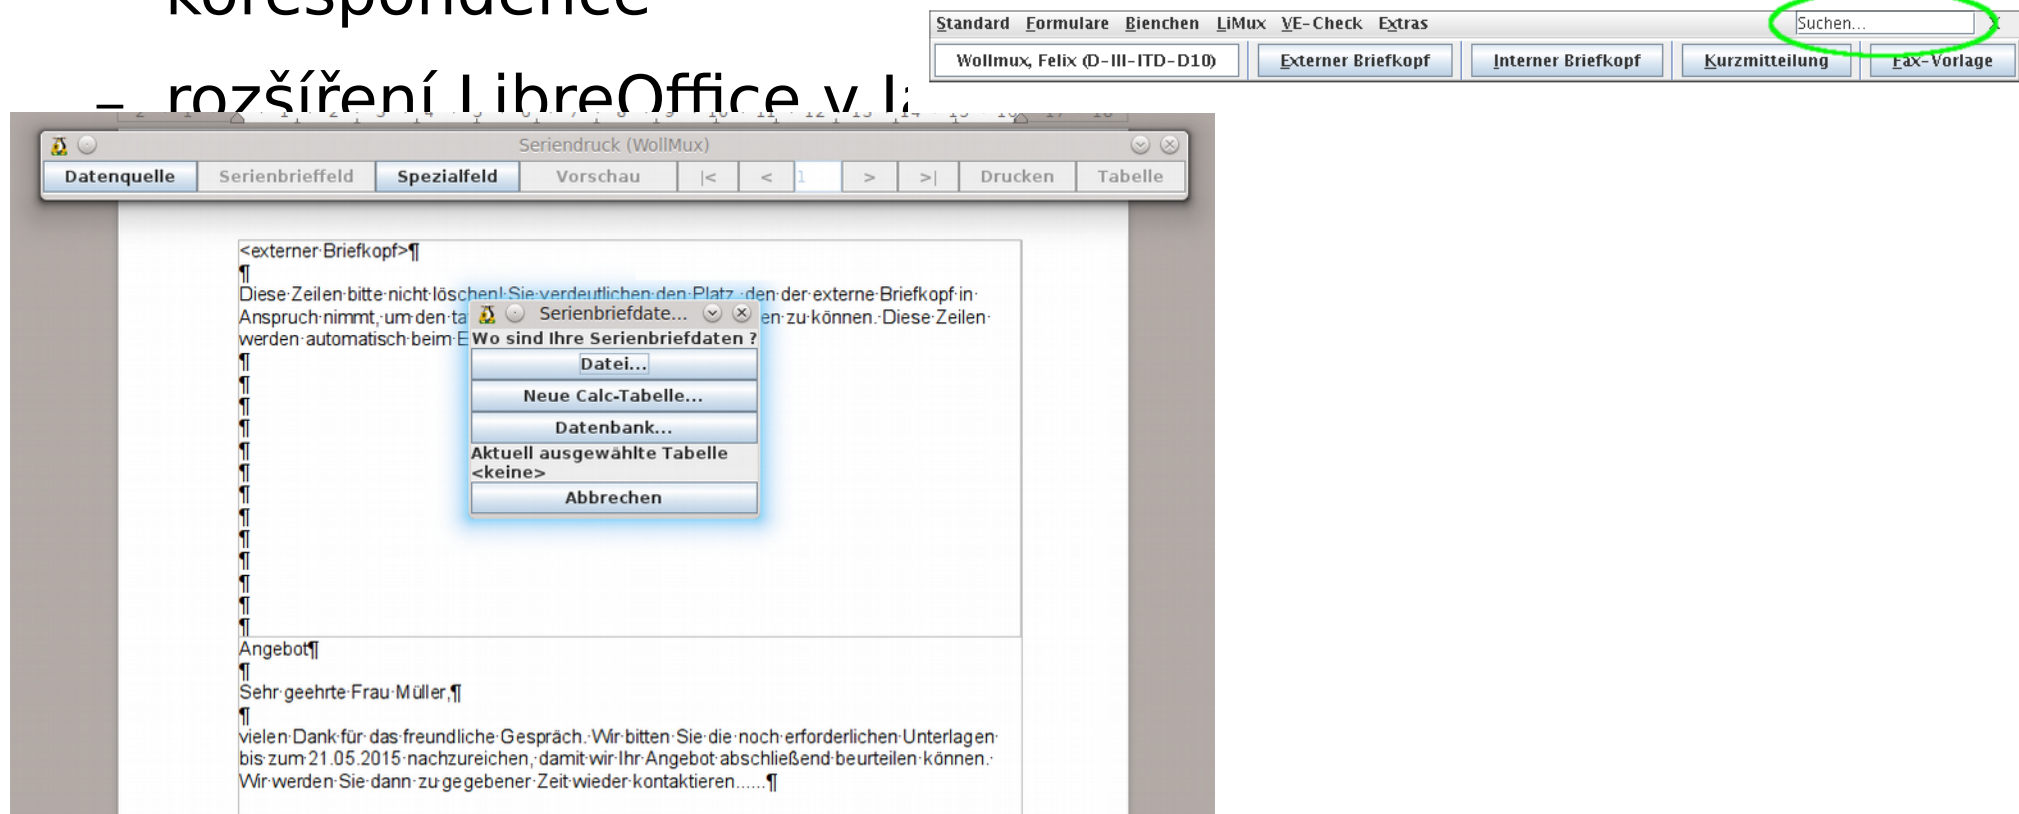 korespondence
– rozšíření LibreOffice v
Standard Formulare Bienchen LiMux VE-Check Extras Suchen... X
Wollmux, Felix (D-III-ITD-D10) Externer Briefkopf Interner Briefkopf Kurzmitteilung Fax-Vorlage
Seriendruck (WollMux)
Datenquelle Serienbrieffeld Spezialfeld Vorschau |< < 1 > >| Drucken Tabelle
<externer·Briefkopf>¶
¶
Diese·Zeilen·bitte·nicht·löschen!·Sie·verdeutlichen·den·Platz,·den·der·externe·Briefkopf·in·
Anspruch·nimmt,·um·den·ta en·zu·können.·Diese·Zeilen·
werden·automatisch·beim·E
Serienbriefdate...
Wo sind Ihre Serienbriefdaten ?
Datei...
Neue Calc-Tabelle...
Datenbank...
Aktuell ausgewählte Tabelle
<keine>
Abbrechen
¶
¶
¶
¶
¶
¶
¶
¶
¶
¶
¶
¶
¶
Angebot¶
¶
Sehr·geehrte·Frau·Müller,¶
¶
vielen·Dank·für·das·freundliche·Gespräch.·Wir·bitten·Sie·die·noch·erforderlichen·Unterlagen·
bis·zum·21.05.2015·nachzureichen,·damit·wir·Ihr·Angebot·abschließend·beurteilen·können.·
Wir·werden·Sie·dann·zu·gegebener·Zeit·wieder·kontaktieren......¶